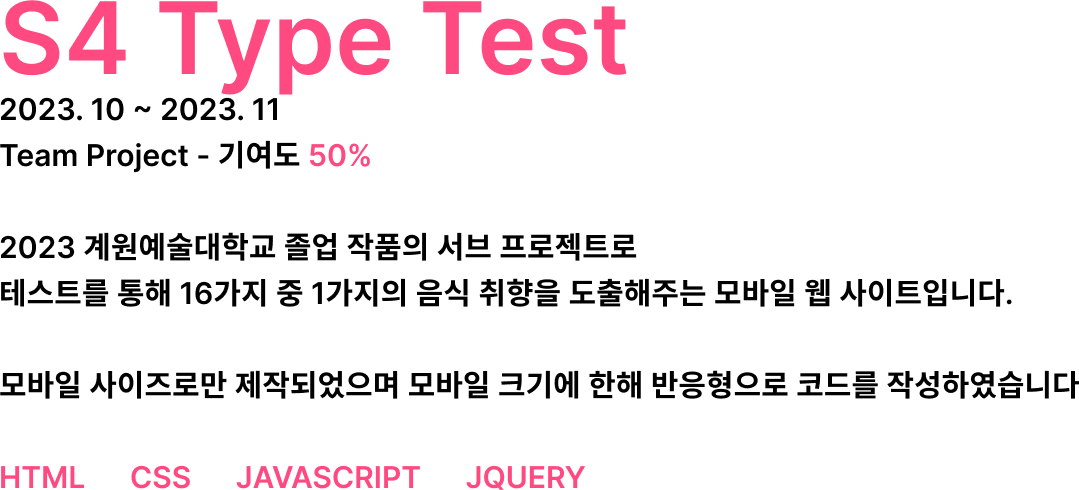 S4 Type Test
2023. 10 ~ 2023. 11
Team Project - 기여도 50%
2023 계원예술대학교 졸업 작품의 서브 프로젝트로
테스트를 통해 16가지 중 1가지의 음식 취향을 도출해주는 모바일 웹 사이트입니다.
모바일 사이즈로만 제작되었으며 모바일 크기에 한해 반응형으로 코드를 작성하였습니다
HTML CSS JAVASCRIPT JQUERY